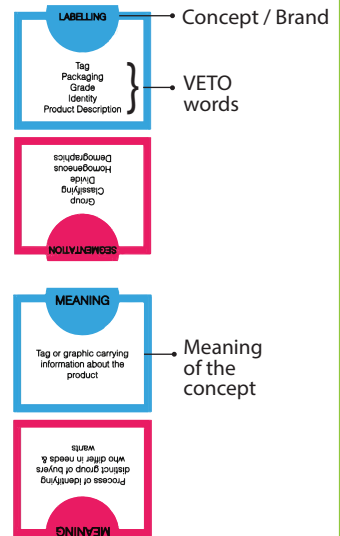 LABELLING
Concept / Brand
Tag
Packaging
Grade
Identity
Product Description
}
VETO
words
SEGMENTATION
Group
Classifying
Divide
Homogeneous
Demographics
MEANING
Tag or graphic carrying
information about the
product
Meaning
of the
concept
MEANING
Process of identifying
distinct group of buyers
who differ in needs &
wants